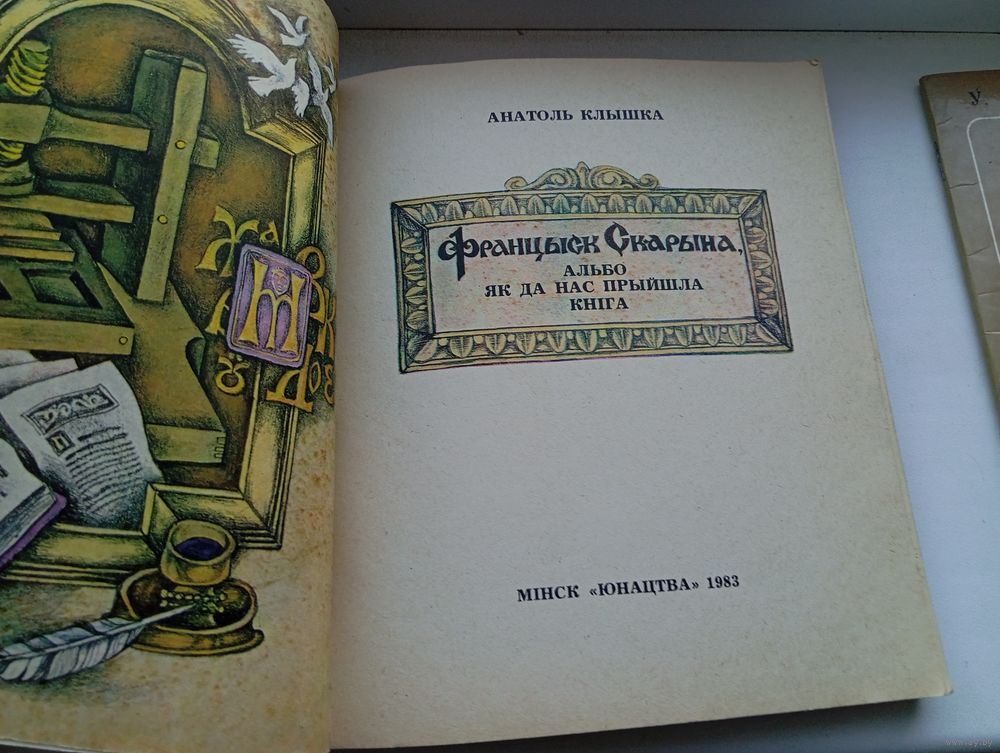 АНАТОЛЬ КЛЫШКА
Францыск Скарына,
АЛЬБО
ЯК ДА НАС ПРЫЙШЛА
КНІГА
МІНСК «ЮНАЦТВА» 1983
У.